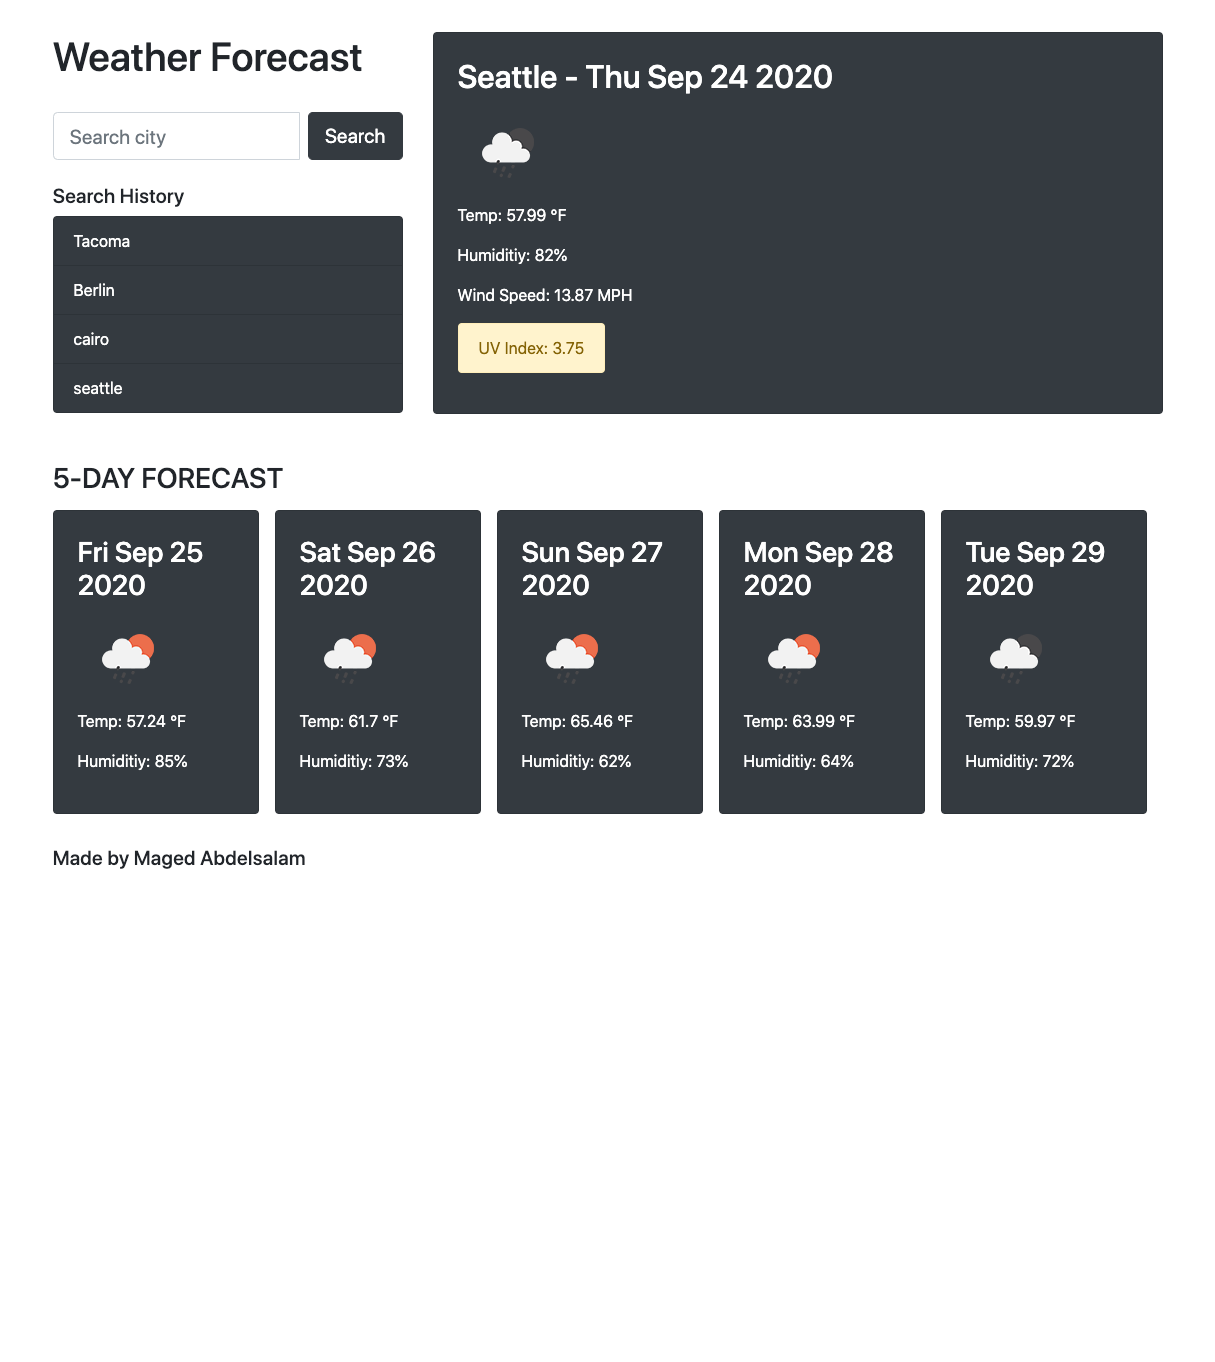 Weather Forecast
Search city
Search
Search History
Tacoma
Berlin
cairo
seattle
Seattle - Thu Sep 24 2020
Temp: 57.99 °F
Humiditiy: 82%
Wind Speed: 13.87 MPH
UV Index: 3.75
5-DAY FORECAST
Fri Sep 25
2020
Temp: 57.24 °F
Humiditiy: 85%
Sat Sep 26
2020
Temp: 61.7 °F
Humiditiy: 73%
Sun Sep 27
2020
Temp: 65.46 °F
Humiditiy: 62%
Mon Sep 28
2020
Temp: 63.99 °F
Humiditiy: 64%
Tue Sep 29
2020
Temp: 59.97 °F
Humiditiy: 72%
Made by Maged Abdelsalam